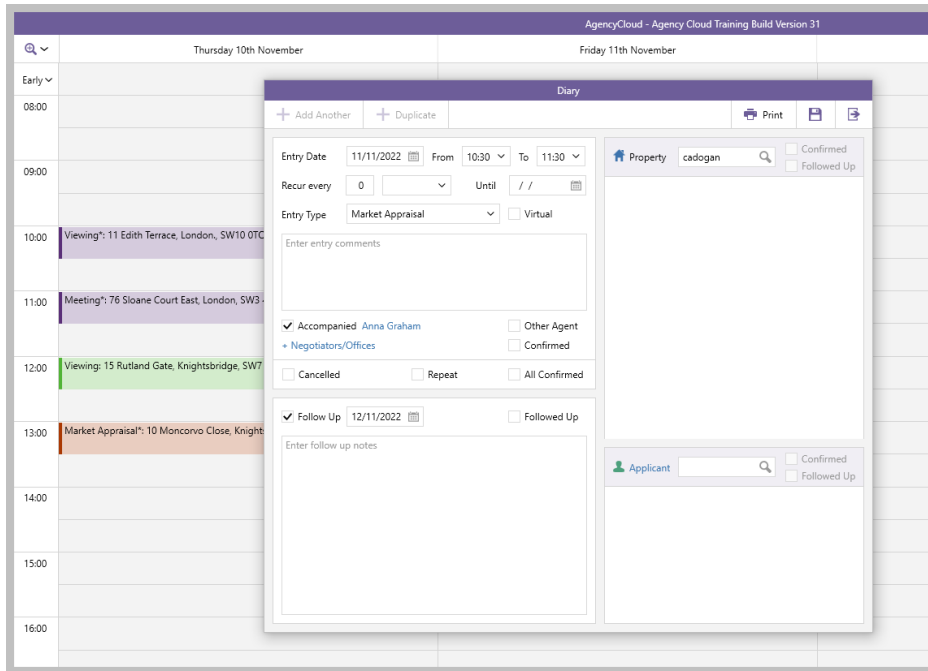 AgencyCloud - Agency Cloud Training Build Version 31
Thursday 10th November
Friday 11th November
Early
08:00
09:00
10:00
11:00
12:00
13:00
14:00
15:00
16:00
Viewing*: 11 Edith Terrace, London., SW10 0TC
Meeting*: 76 Sloane Court East, London, SW3 -
Viewing: 15 Rutland Gate, Knightsbridge, SW7
Market Appraisal*: 10 Moncorvo Close, Knights
Diary
+ Add Another
+ Duplicate
Print
Entry Date 11/11/2022 From 10:30 To 11:30
Recur every 0 Until / /
Entry Type Market Appraisal Virtual
Enter entry comments
Accompanied Anna Graham Other Agent
+ Negotiators/Offices Confirmed
Cancelled Repeat All Confirmed
Follow Up 12/11/2022 Followed Up
Enter follow up notes
Property cadogan Confirmed
Followed Up
Applicant Confirmed
Followed Up